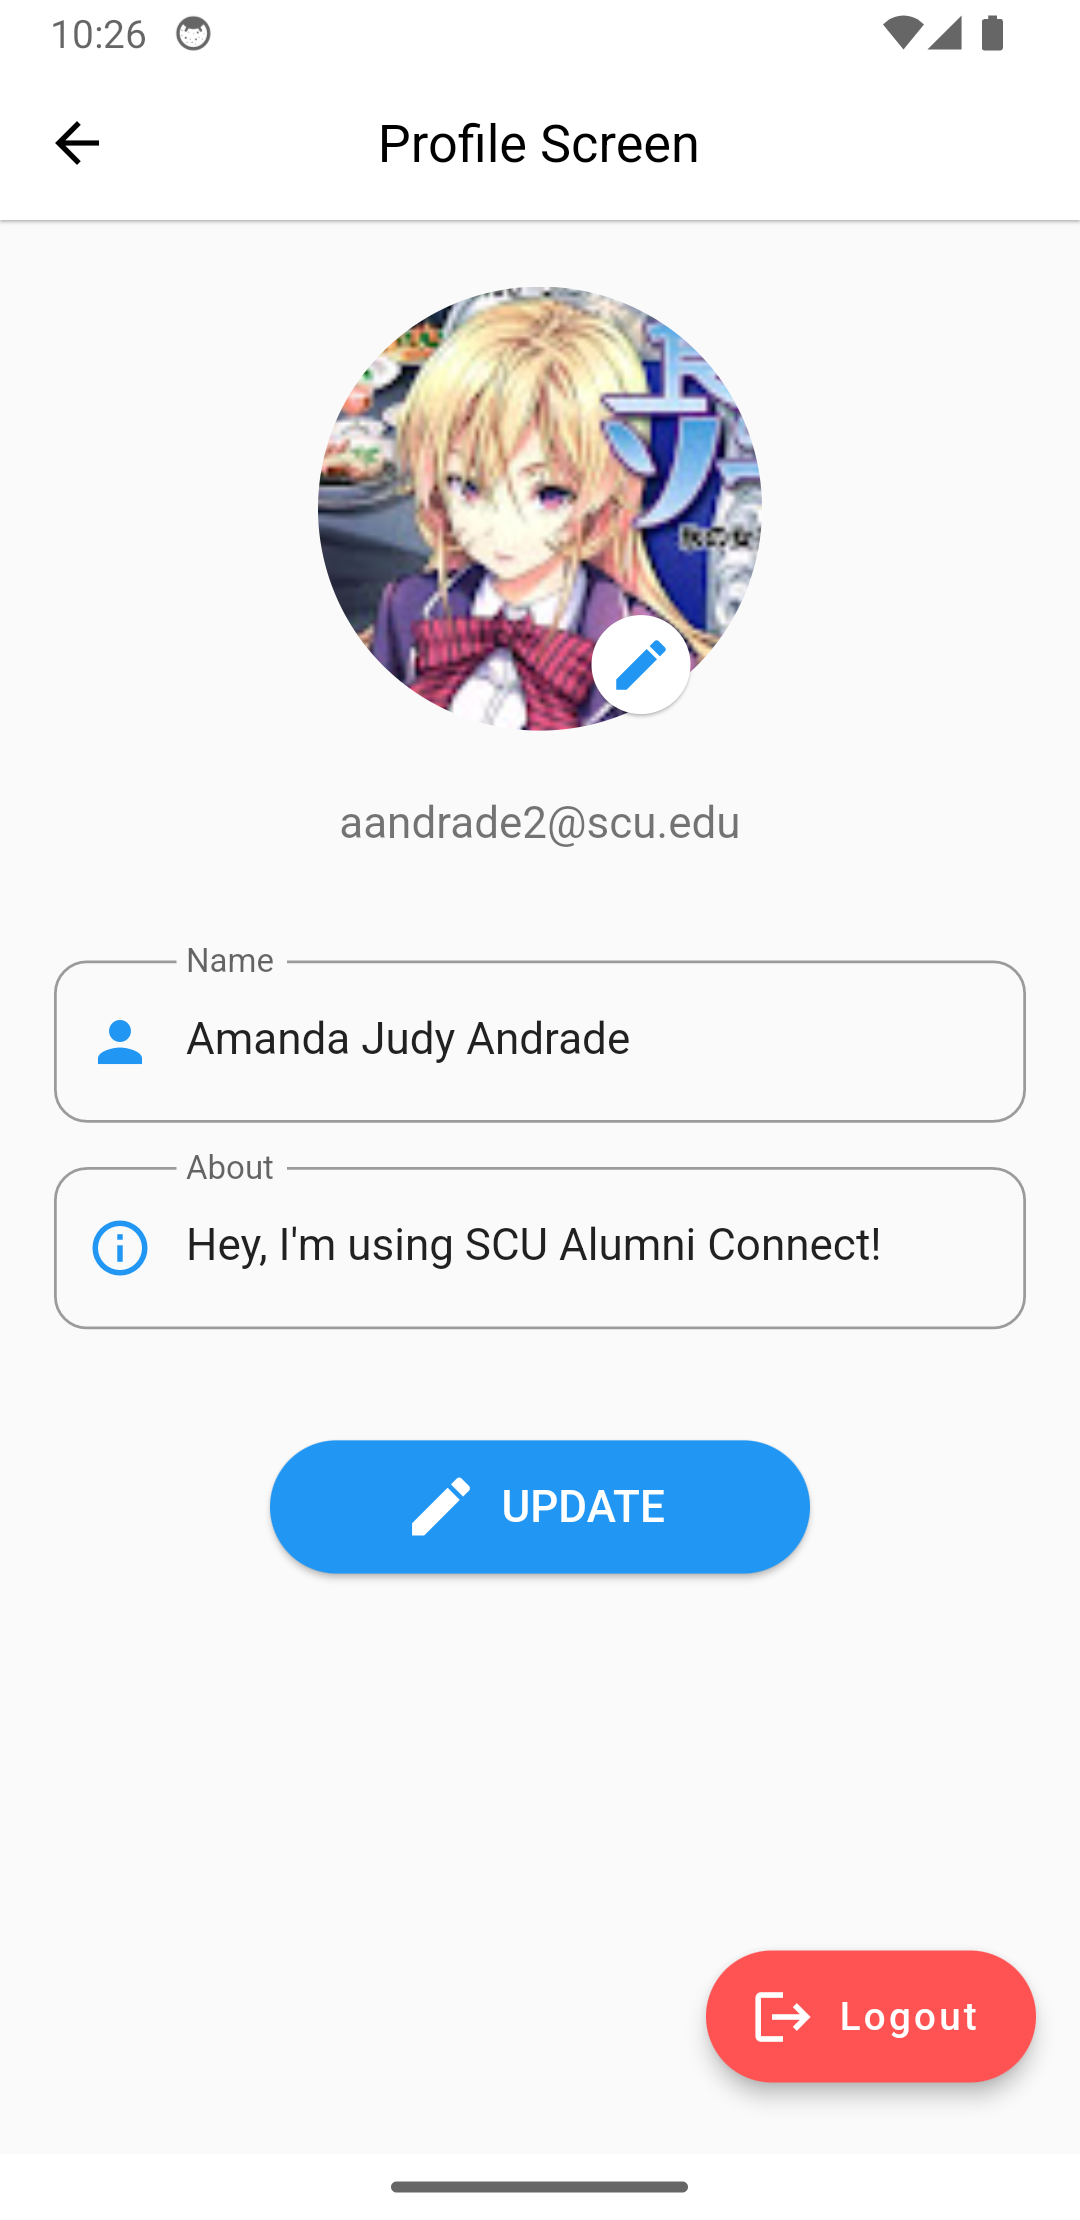 10:26
Profile Screen
aandrade2@scu.edu
Name
Amanda Judy Andrade
About
Hey, I'm using SCU Alumni Connect!
UPDATE
Logout